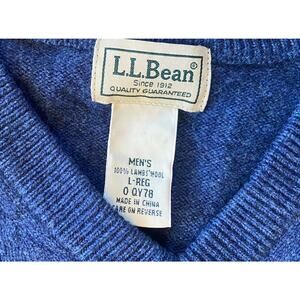 L.L.Bean®
Since 1912
QUALITY GUARANTEED
MEN'S
100% LAMBS' WOOL
L-REG
0 QY78
MADE IN CHINA
CARE ON REVERSE